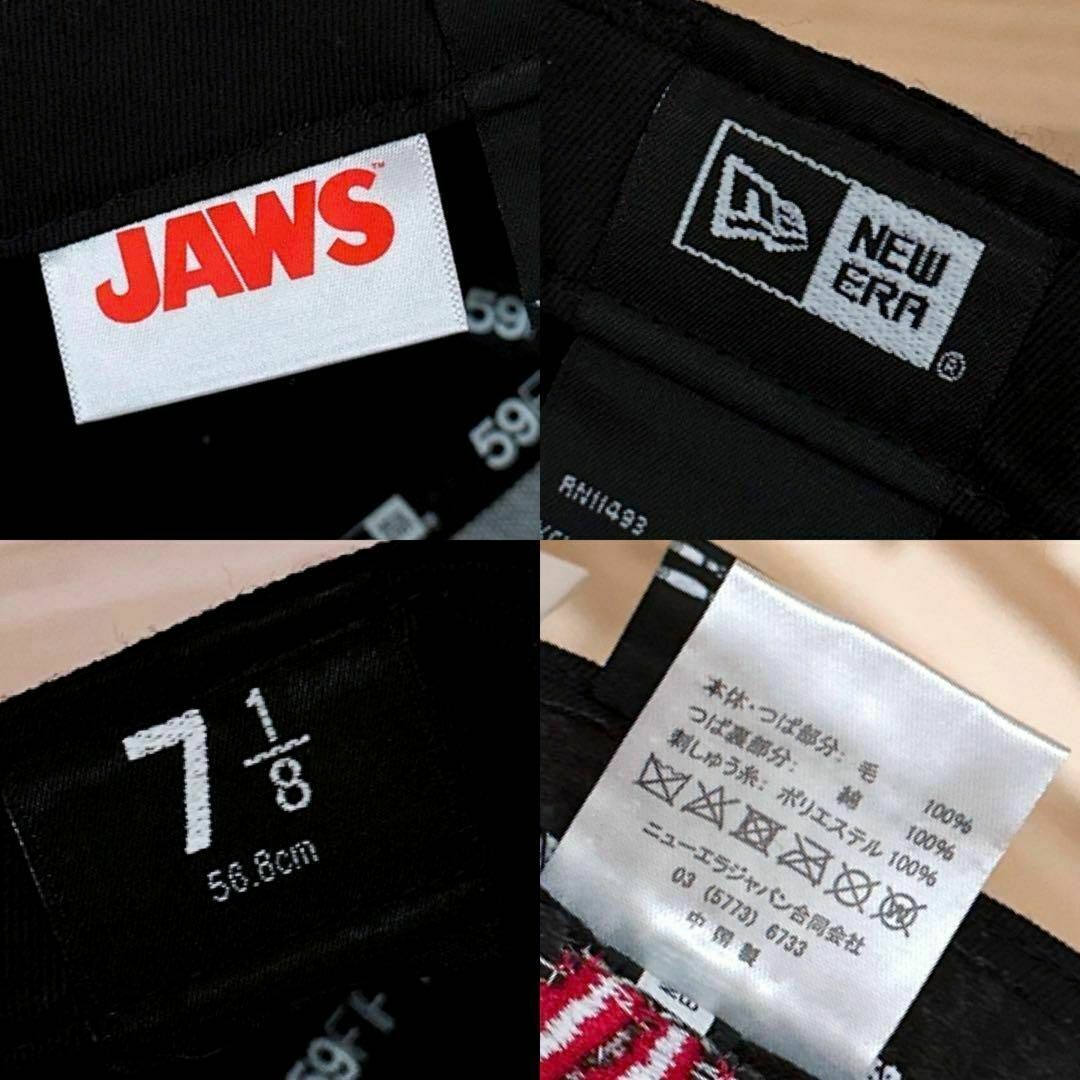 JAWS™
59
59F
NEW
ERA
®
RN11493
7 1/8
56.8cm
59FI
本体・つば部分: 毛 100%
つば裏部分: 綿 100%
刺しゅう糸: ポリエステル 100%
ニューエラジャパン合同会社
03 (5773) 6733
中国製